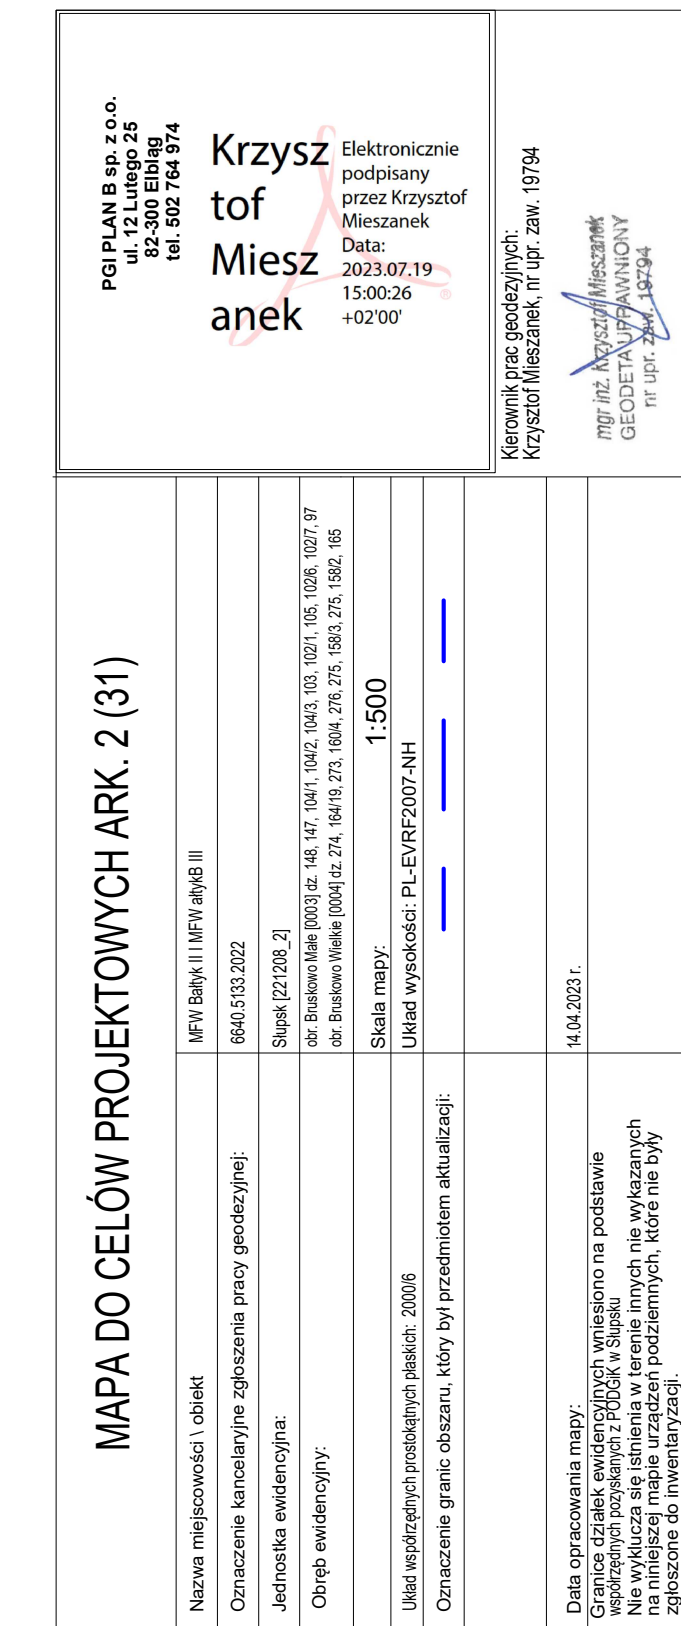 MAPA DO CELÓW PROJEKTOWYCH ARK. 2 (31)
PGI PLAN B sp. z o.o.
ul. 12 Lutego 25
82-300 Elbląg
tel. 502 764 974
Krzysz
tof
Miesz
anek
Elektronicznie
podpisany
przez Krzysztof
Mieszanek
Data:
2023.07.19
15:00:26
+02'00'
Nazwa miejscowości \ obiekt
MFW Bałtyk II I MFW ałtykB III
Oznaczenie kancelaryjne zgłoszenia pracy geodezyjnej:
6640.5133.2022
Jednostka ewidencyjna:
Słupsk [221208_2]
Obręb ewidencyjny:
obr. Bruskowo Małe [0003] dz. 148, 147, 104/1, 104/2, 104/3, 103, 102/1, 105, 102/6, 102/7, 97
obr. Bruskowo Wielkie [0004] dz. 274, 164/19, 273, 160/4, 276, 275, 158/3, 275, 158/2, 165
Skala mapy:
1:500
Układ współrzędnych prostokątnych płaskich: 2000/6
Układ wysokości: PL-EVRF2007-NH
Oznaczenie granic obszaru, który był przedmiotem aktualizacji:
Kierownik prac geodezyjnych:
Krzysztof Mieszanek, nr upr. zaw. 19794
Data opracowania mapy:
14.04.2023 r.
Granice działek ewidencyjnych wniesiono na podstawie
współrzędnych pozyskanych z PODGiK w Słupsku
Nie wyklucza się istnienia w terenie innych nie wykazanych
na niniejszej mapie urządzeń podziemnych, które nie były
zgłoszone do inwentaryzacji.
mgr inż. Krzysztof Mieszanek
GEODETA UPRAWNIONY
nr upr. zaw. 19794